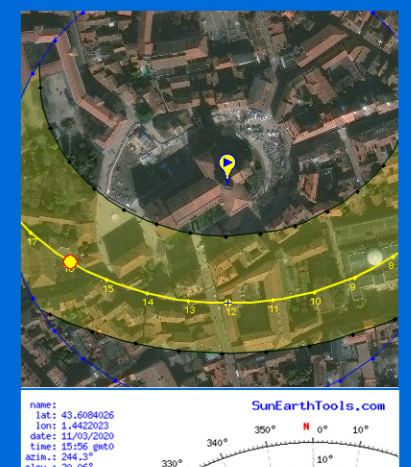 17
16
15
14
13
12
11
10
9
8
name:
lat: 43.6084026
lon: 1.4422023
date: 11/03/2020
time: 15:56 gmt0
azim.: 244.3°
SunEarthTools.com
N
350°
0°
10°
340°
330°
10°